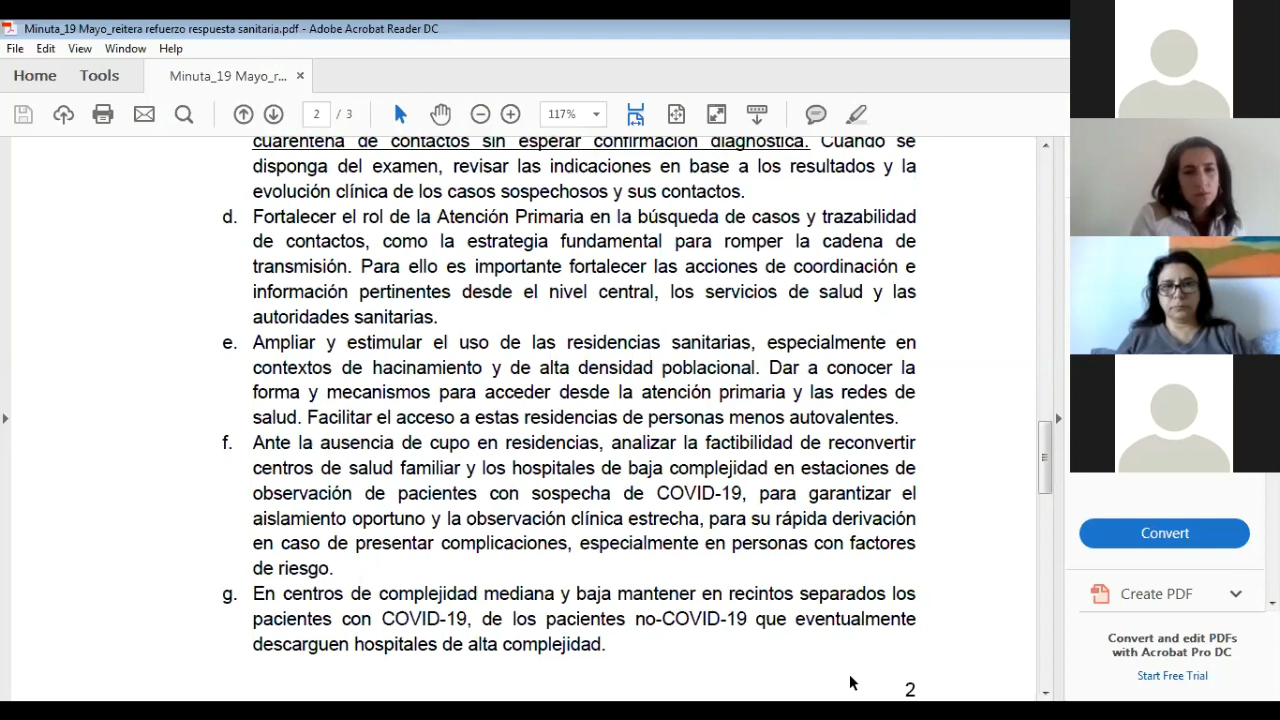 Minuta_19 Mayo_reitera refuerzo respuesta sanitaria.pdf - Adobe Acrobat Reader DC
File Edit View Window Help
Home Tools Minuta_19 Mayo_r... ×
2 / 3 117%
cuarentena de contactos sin esperar confirmación diagnóstica. Cuando se
disponga del examen, revisar las indicaciones en base a los resultados y la
evolución clínica de los casos sospechosos y sus contactos.
d. Fortalecer el rol de la Atención Primaria en la búsqueda de casos y trazabilidad
de contactos, como la estrategia fundamental para romper la cadena de
transmisión. Para ello es importante fortalecer las acciones de coordinación e
información pertinentes desde el nivel central, los servicios de salud y las
autoridades sanitarias.
e. Ampliar y estimular el uso de las residencias sanitarias, especialmente en
contextos de hacinamiento y de alta densidad poblacional. Dar a conocer la
forma y mecanismos para acceder desde la atención primaria y las redes de
salud. Facilitar el acceso a estas residencias de personas menos autovalentes.
f. Ante la ausencia de cupo en residencias, analizar la factibilidad de reconvertir
centros de salud familiar y los hospitales de baja complejidad en estaciones de
observación de pacientes con sospecha de COVID-19, para garantizar el
aislamiento oportuno y la observación clínica estrecha, para su rápida derivación
en caso de presentar complicaciones, especialmente en personas con factores
de riesgo.
g. En centros de complejidad mediana y baja mantener en recintos separados los
pacientes con COVID-19, de los pacientes no-COVID-19 que eventualmente
descarguen hospitales de alta complejidad.
2
Convert
Create PDF
Convert and edit PDFs
with Acrobat Pro DC
Start Free Trial